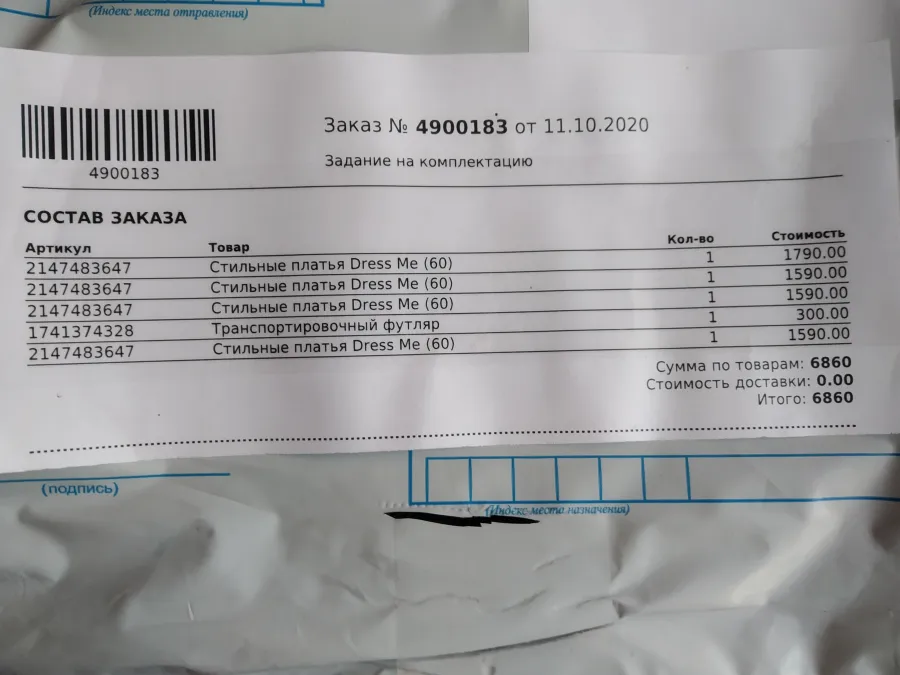 (Индекс места отправления)
Заказ № 4900183 от 11.10.2020
4900183
Задание на комплектацию
СОСТАВ ЗАКАЗА
Артикул Товар Кол-во Стоимость
2147483647 Стильные платья Dress Me (60) 1 1790.00
2147483647 Стильные платья Dress Me (60) 1 1590.00
2147483647 Стильные платья Dress Me (60) 1 1590.00
1741374328 Транспортировочный футляр 1 300.00
2147483647 Стильные платья Dress Me (60) 1 1590.00
Сумма по товарам: 6860
Стоимость доставки: 0.00
Итого: 6860
(подпись)
(Индекс места назначения)